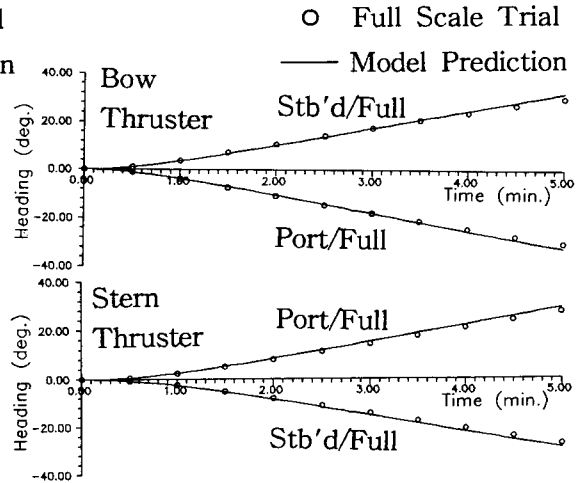 l
n
O Full Scale Trial
— Model Prediction
Bow
Thruster
Stb'd/Full
Port/Full
Heading (deg.)
40.00
20.00
0.00
-20.00
-40.00
0.00 1.00 2.00 3.00 4.00 5.00
Time (min.)
Stern
Thruster
Port/Full
Stb'd/Full
Heading (deg.)
40.00
20.00
0.00
-20.00
-40.00
0.00 1.00 2.00 3.00 4.00 5.00
Time (min.)